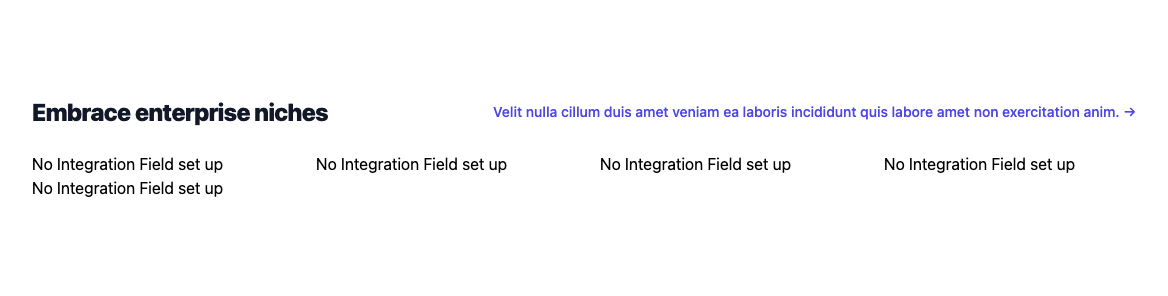 Embrace enterprise niches
Velit nulla cillum duis amet veniam ea laboris incididunt quis labore amet non exercitation anim. →
No Integration Field set up
No Integration Field set up
No Integration Field set up
No Integration Field set up
No Integration Field set up